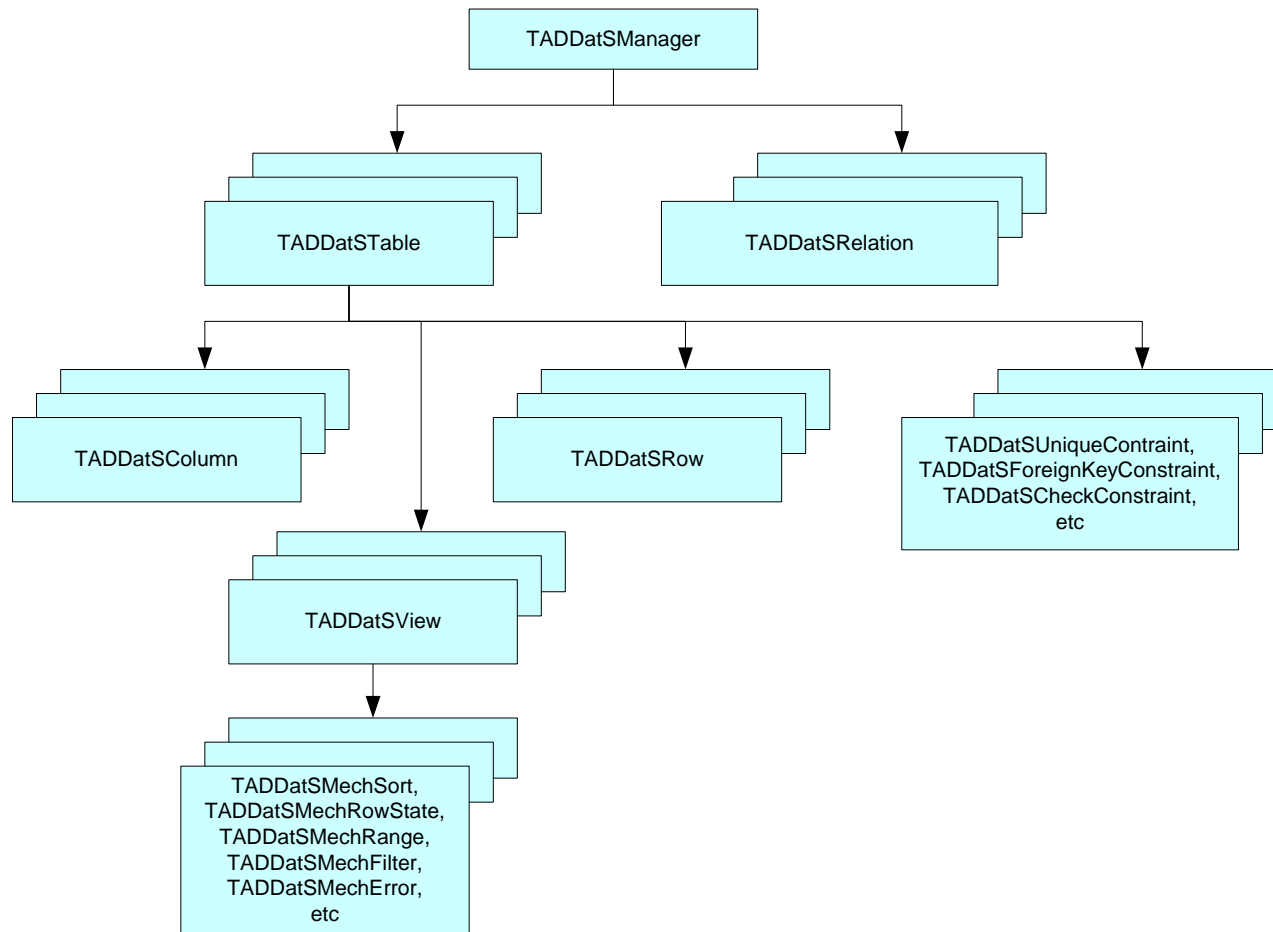 TADDatSManager
TADDatSTable
TADDatSRelation
TADDatSColumn
TADDatSRow
TADDatSUniqueContraint,
TADDatSForeignKeyConstraint,
TADDatSCheckConstraint,
etc
TADDatSView
TADDatSMechSort,
TADDatSMechRowState,
TADDatSMechRange,
TADDatSMechFilter,
TADDatSMechError,
etc